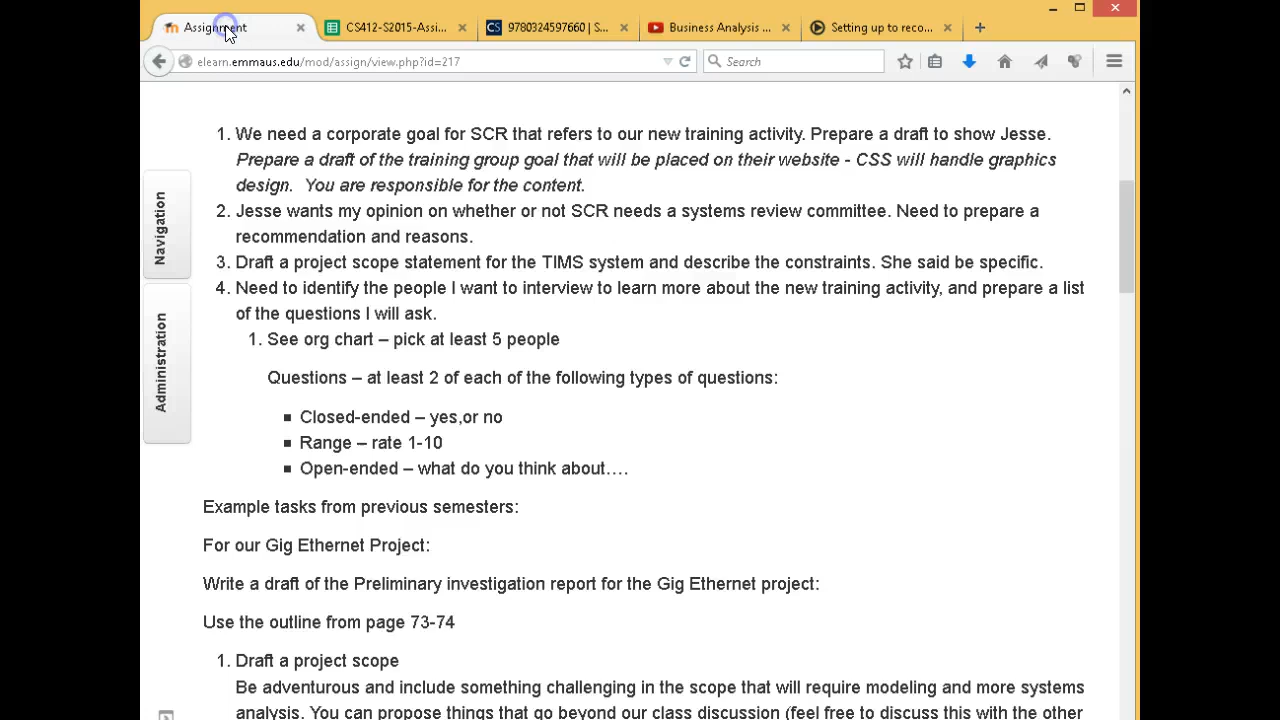 Assignment
CS412-S2015-Assi...
CS
9780324597660 | S...
Business Analysis ...
Setting up to reco...
elearn.emmaus.edu/mod/assign/view.php?id=217
Search
Navigation
Administration
1. We need a corporate goal for SCR that refers to our new training activity. Prepare a draft to show Jesse.
Prepare a draft of the training group goal that will be placed on their website - CSS will handle graphics
design. You are responsible for the content.
2. Jesse wants my opinion on whether or not SCR needs a systems review committee. Need to prepare a
recommendation and reasons.
3. Draft a project scope statement for the TIMS system and describe the constraints. She said be specific.
4. Need to identify the people I want to interview to learn more about the new training activity, and prepare a list
of the questions I will ask.
1. See org chart – pick at least 5 people
Questions – at least 2 of each of the following types of questions:
▪ Closed-ended – yes,or no
▪ Range – rate 1-10
▪ Open-ended – what do you think about….
Example tasks from previous semesters:
For our Gig Ethernet Project:
Write a draft of the Preliminary investigation report for the Gig Ethernet project:
Use the outline from page 73-74
1. Draft a project scope
Be adventurous and include something challenging in the scope that will require modeling and more systems
analysis. You can propose things that go beyond our class discussion (feel free to discuss this with the other